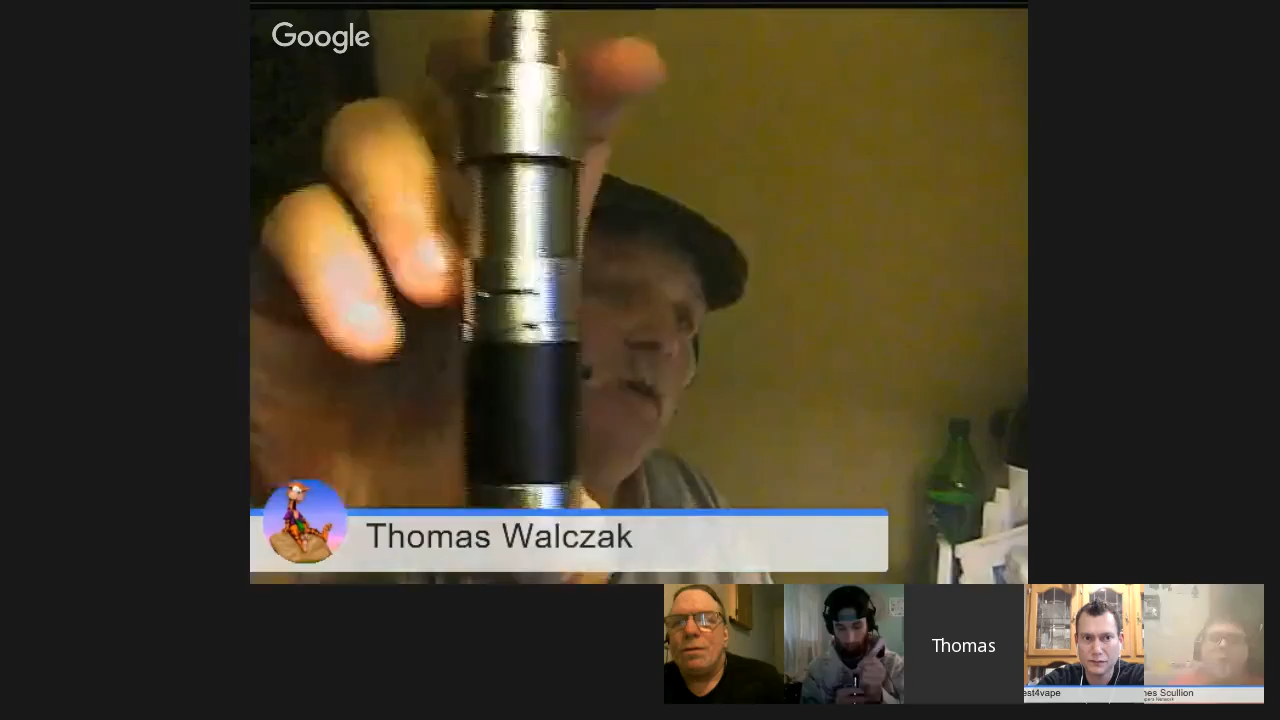 Google
Thomas Walczak
Thomas
est4vape
nes Scullion